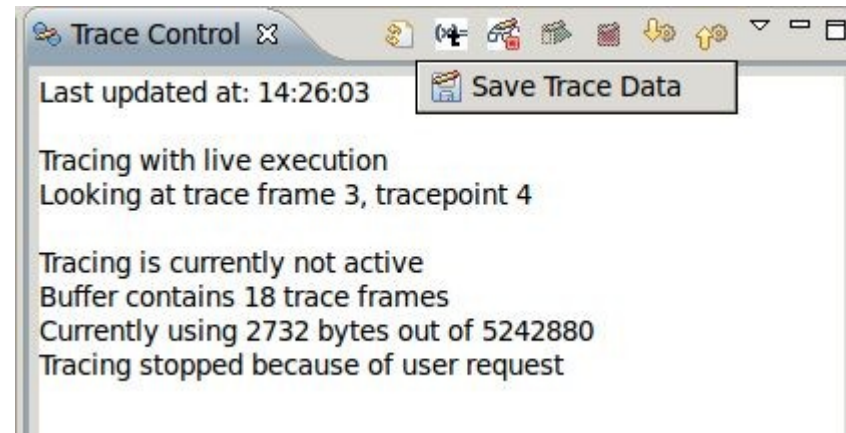 Trace Control
Save Trace Data
Last updated at: 14:26:03
Tracing with live execution
Looking at trace frame 3, tracepoint 4
Tracing is currently not active
Buffer contains 18 trace frames
Currently using 2732 bytes out of 5242880
Tracing stopped because of user request